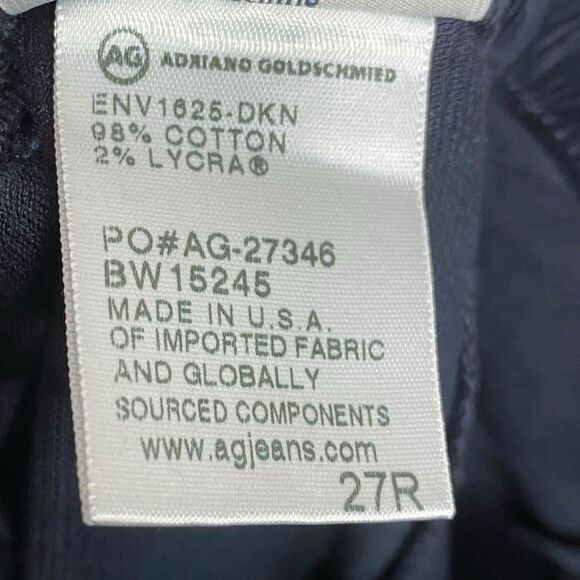 AG ADRIANO GOLDSCHMIED
ENV1625-DKN
98% COTTON
2% LYCRA®
PO#AG-27346
BW15245
MADE IN U.S.A.
OF IMPORTED FABRIC
AND GLOBALLY
SOURCED COMPONENTS
www.agjeans.com
27R